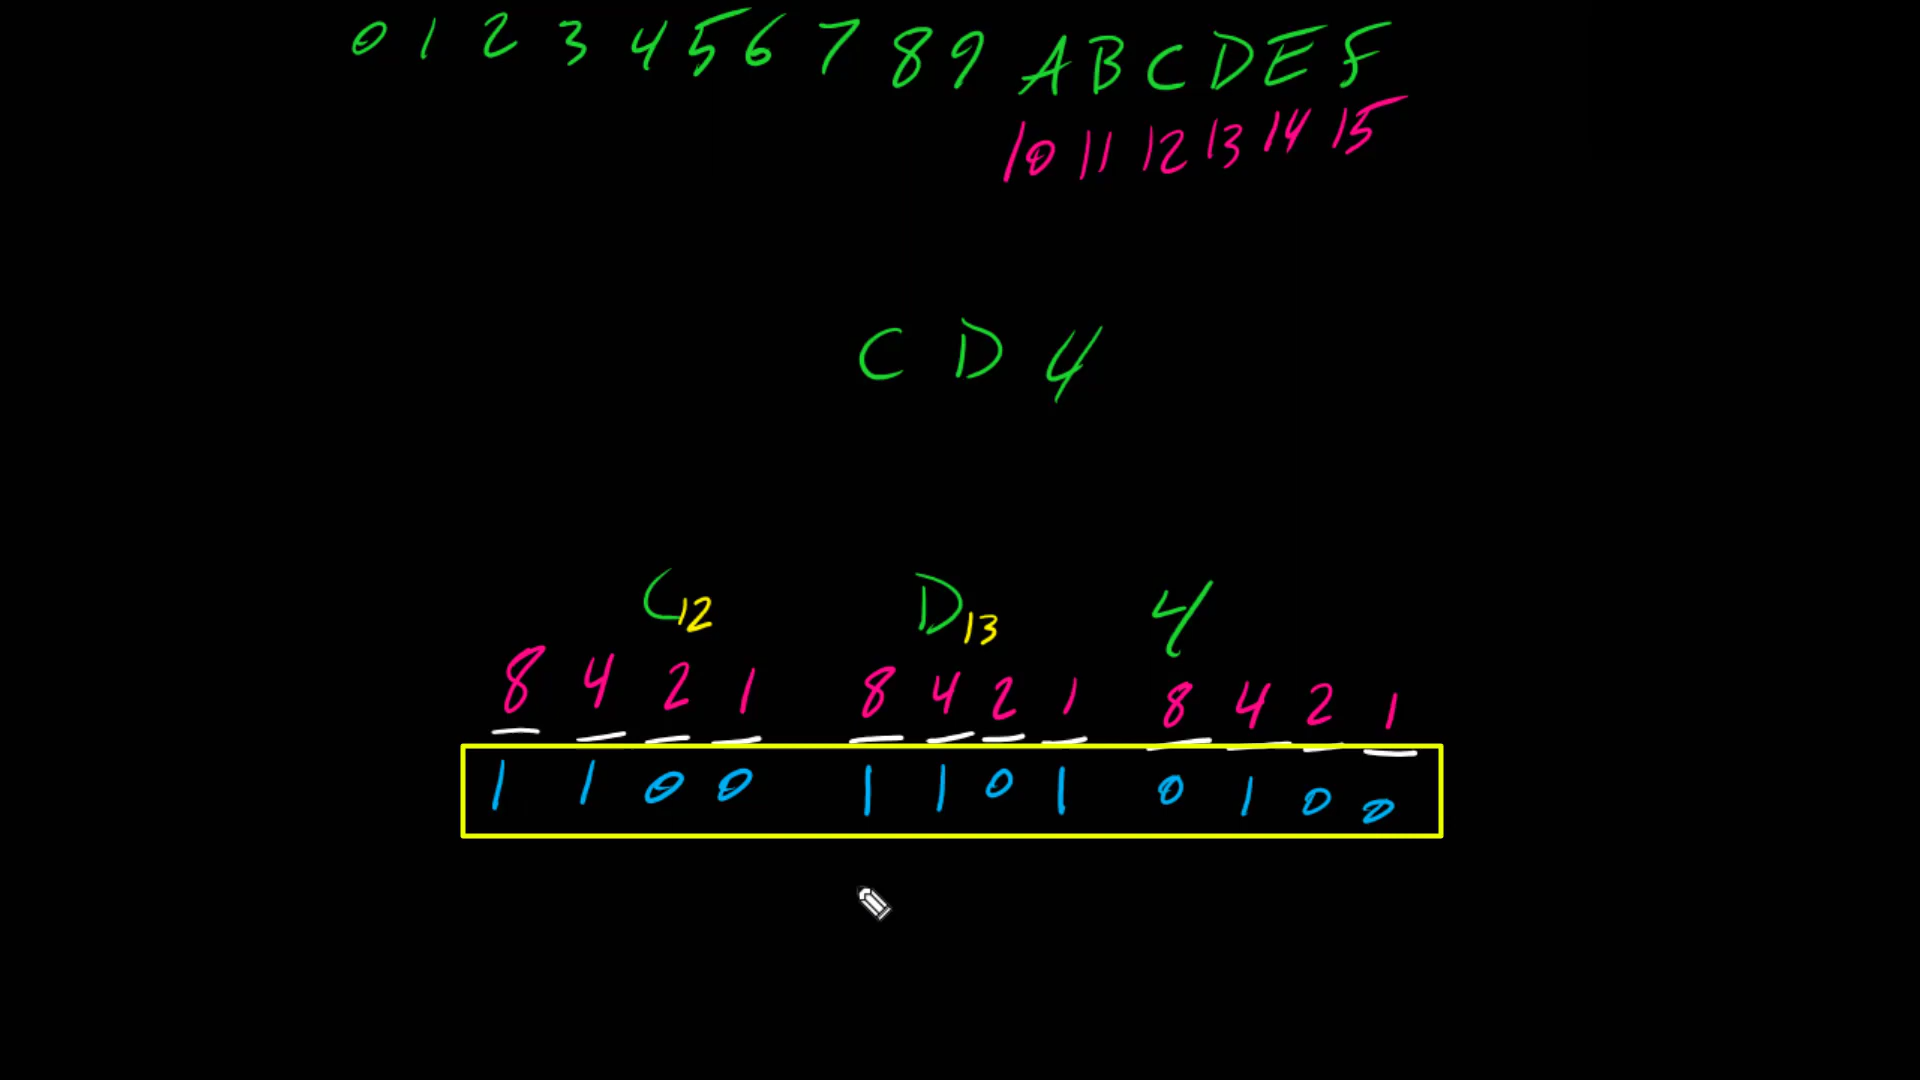 0 1 2 3 4 5 6 7 8 9 A B C D E F
10 11 12 13 14 15
C D 4
C12 D13 4
8 4 2 1 8 4 2 1 8 4 2 1
1 1 0 0 1 1 0 1 0 1 0 0